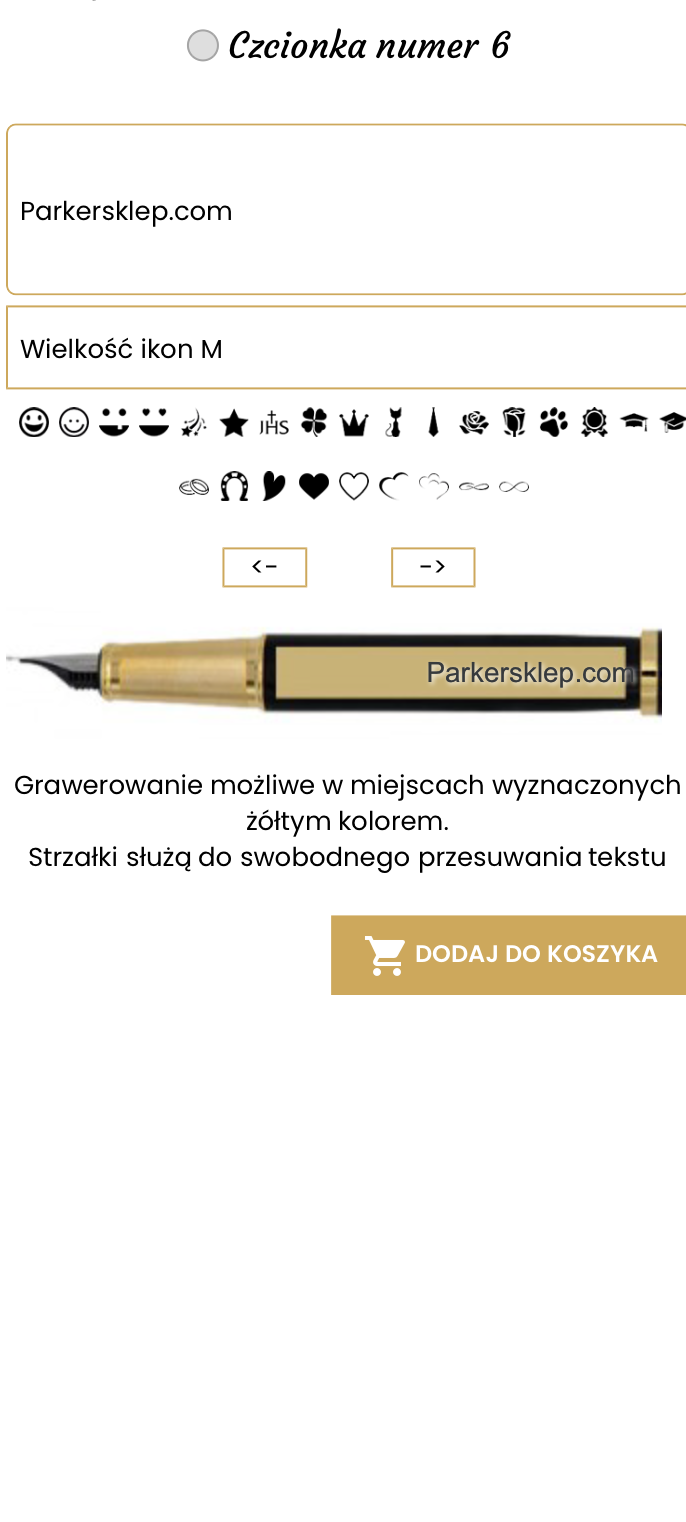 Czcionka numer 6
Parkersklep.com
Wielkość ikon M
JHS
<-
->
Parkersklep.com
Grawerowanie możliwe w miejscach wyznaczonych
żółtym kolorem.
Strzałki służą do swobodnego przesuwania tekstu
DODAJ DO KOSZYKA